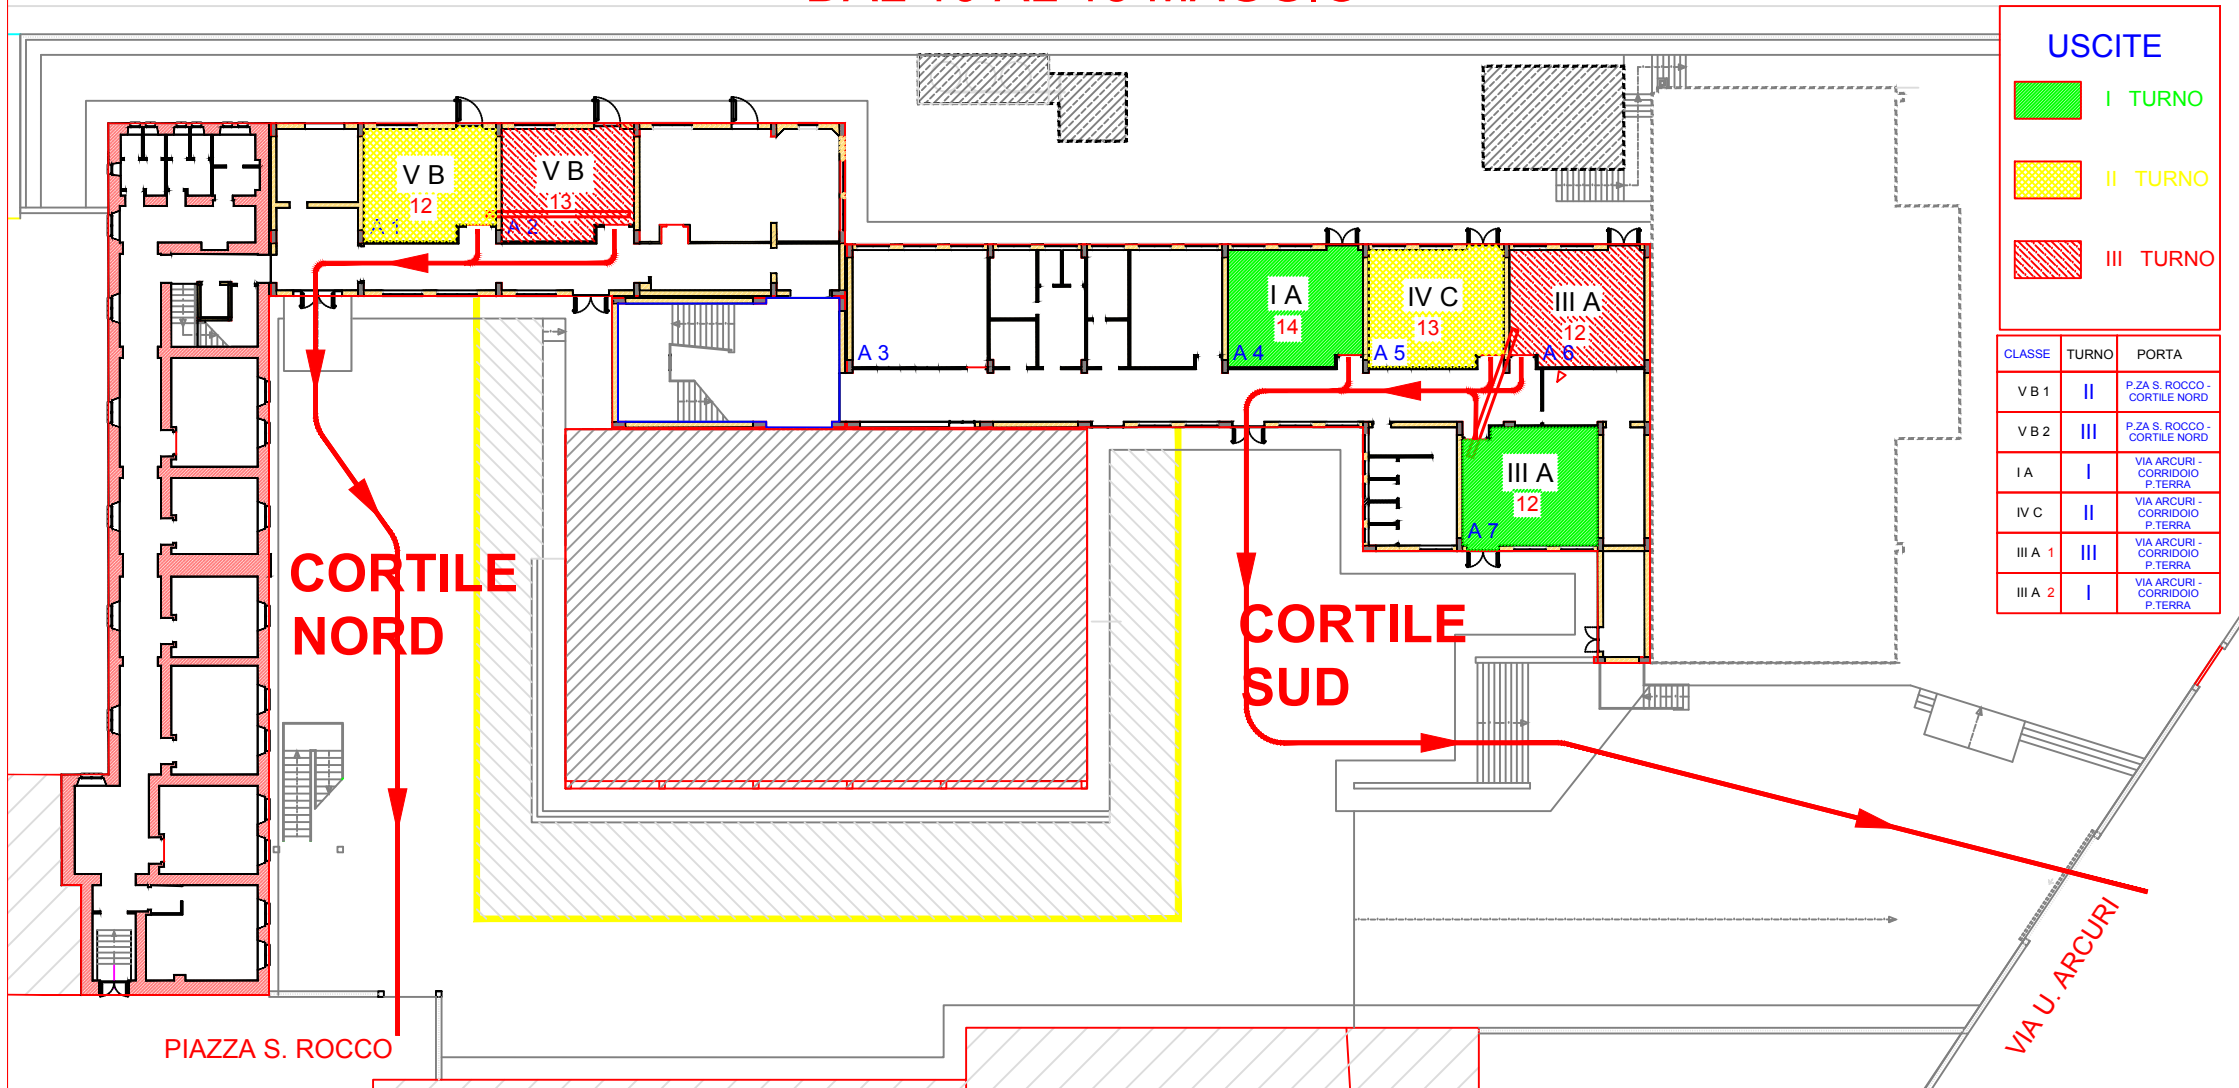 USCITE
I TURNO
II TURNO
III TURNO
V B
12
A 1
V B
13
A 2
A 3
I A
14
A 4
IV C
13
A 5
III A
12
A 6
III A
12
A 7
CLASSE TURNO PORTA
V B 1 II P.ZA S. ROCCO -
CORTILE NORD
V B 2 III P.ZA S. ROCCO -
CORTILE NORD
I A I VIA ARCURI -
CORRIDOIO
P.TERRA
IV C II VIA ARCURI -
CORRIDOIO
P.TERRA
III A 1 III VIA ARCURI -
CORRIDOIO
P.TERRA
III A 2 I VIA ARCURI -
CORRIDOIO
P.TERRA
CORTILE
NORD
CORTILE
SUD
PIAZZA S. ROCCO
VIA U. ARCURI